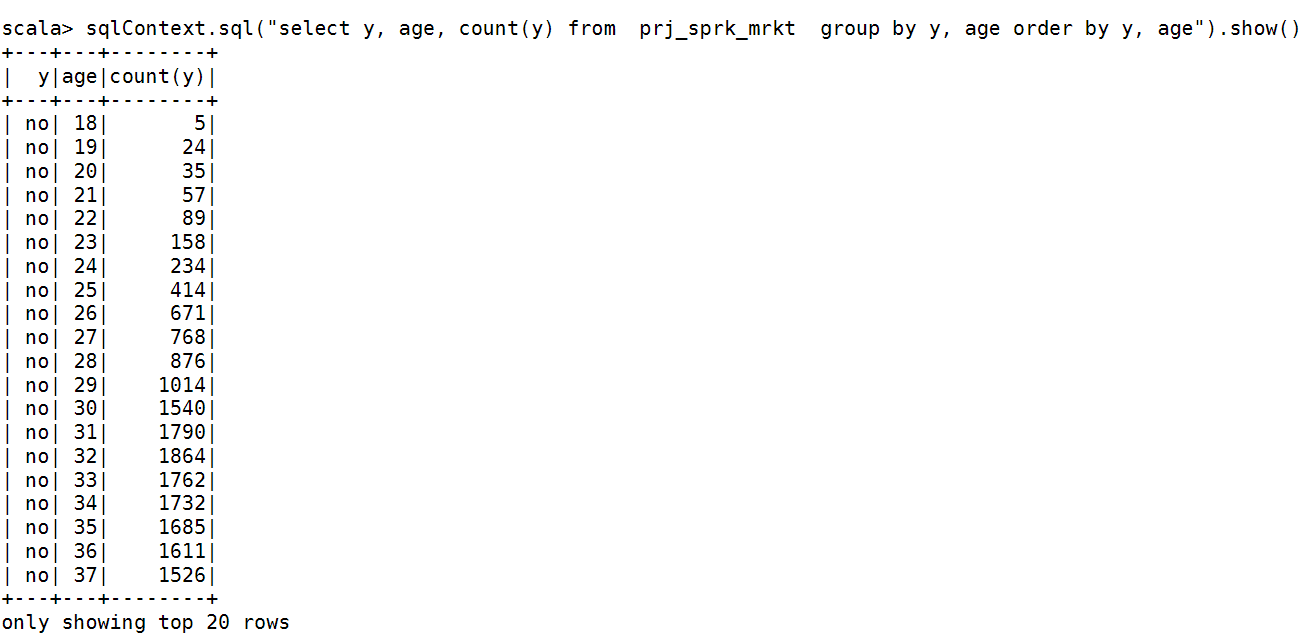 scala> sqlContext.sql("select y, age, count(y) from  prj_sprk_mrkt  group by y, age order by y, age").show()
+---+---+--------+
|  y|age|count(y)|
+---+---+--------+
| no| 18|       5|
| no| 19|      24|
| no| 20|      35|
| no| 21|      57|
| no| 22|      89|
| no| 23|     158|
| no| 24|     234|
| no| 25|     414|
| no| 26|     671|
| no| 27|     768|
| no| 28|     876|
| no| 29|    1014|
| no| 30|    1540|
| no| 31|    1790|
| no| 32|    1864|
| no| 33|    1762|
| no| 34|    1732|
| no| 35|    1685|
| no| 36|    1611|
| no| 37|    1526|
+---+---+--------+
only showing top 20 rows